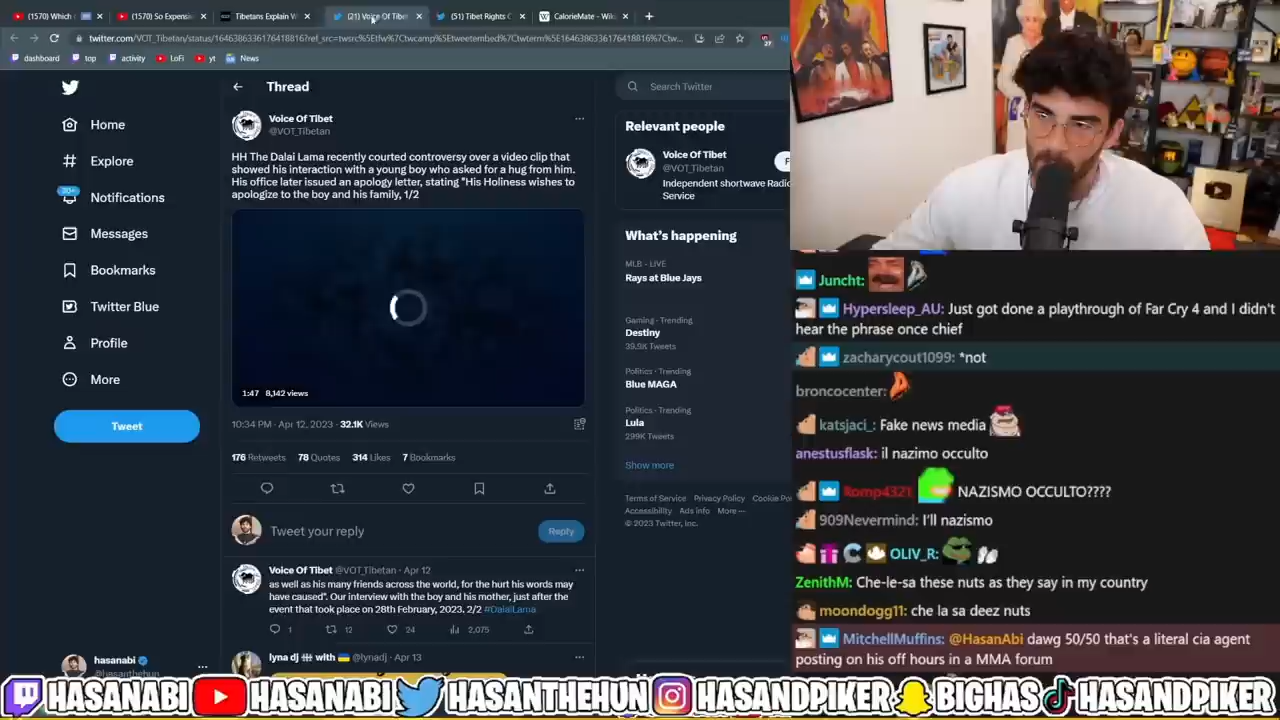 (1570) Which
(1570) So Expensi
Tibetans Explain W
(21) Voice Of Tibet
(51) Tibet Rights C
CalorieMate - Wiki
twitter.com/VOT_Tibetan/status/1646386336176418816?ref_src=twsrc%5Etfw%7Ctwcamp%5Etweetembed%7Ctwterm%5E1646386336176418816%7Ctw...
dashboard
top
activity
LoFi
yt
News
Home
Explore
20+
Notifications
Messages
Bookmarks
Twitter Blue
Profile
More
Tweet
hasanabi
@hasanthehun
Thread
Voice Of Tibet
@VOT_Tibetan
HH The Dalai Lama recently courted controversy over a video clip that
showed his interaction with a young boy who asked for a hug from him.
His office later issued an apology letter, stating "His Holiness wishes to
apologize to the boy and his family, 1/2
1:47 8,142 views
10:34 PM · Apr 12, 2023 · 32.1K Views
176 Retweets 78 Quotes 314 Likes 7 Bookmarks
Tweet your reply
Reply
Voice Of Tibet @VOT_Tibetan · Apr 12
as well as his many friends across the world, for the hurt his words may
have caused". Our interview with the boy and his mother, just after the
event that took place on 28th February, 2023. 2/2 #DalaiLama
1 12 24 2,075
lyna dj with @lynadj · Apr 13
Search Twitter
Relevant people
Voice Of Tibet
@VOT_Tibetan
F
Independent shortwave Radio
Service
What's happening
MLB · LIVE
Rays at Blue Jays
Gaming · Trending
Destiny
39.9K Tweets
Politics · Trending
Blue MAGA
Politics · Trending
Lula
299K Tweets
Show more
Terms of Service Privacy Policy Cookie Po
Accessibility Ads info More ···
© 2023 Twitter, Inc.
Juncht:
Hypersleep_AU: Just got done a playthrough of Far Cry 4 and I didn't
hear the phrase once chief
zacharycout1099: *not
broncocenter:
katsjaci_: Fake news media
anestusflask: il nazimo occulto
Romp4321 NAZISMO OCCULTO????
909Nevermind: I'll nazismo
OLIV_R:
ZenithM: Che-le-sa these nuts as they say in my country
moondogg11: che la sa deez nuts
MitchellMuffins: @HasanAbi dawg 50/50 that's a literal cia agent
posting on his off hours in a MMA forum
HASANABI HASANABI HASANTHEHUN HASANDPIKER BIGHAS HASANDPIKER